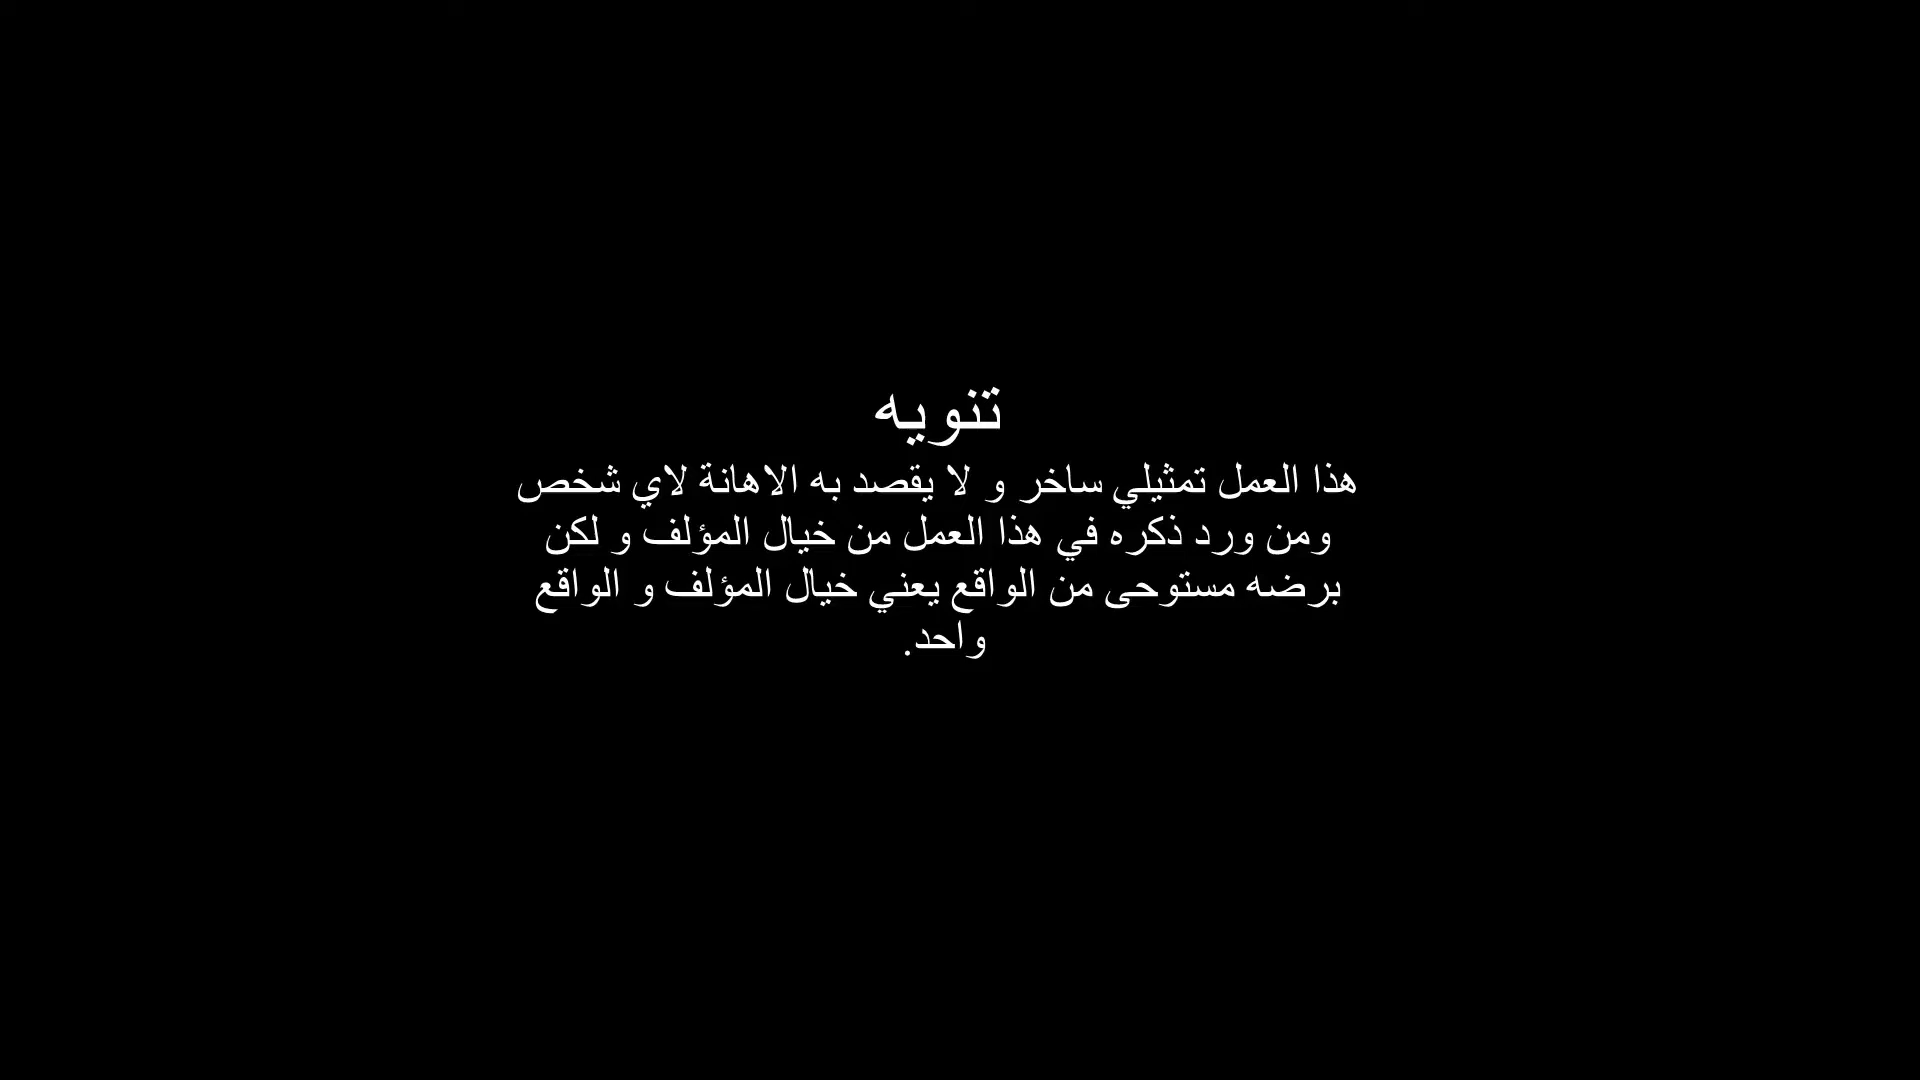 تنويه
هذا العمل تمثيلي ساخر و لا يقصد به الاهانة لاي شخص
ومن ورد ذكره في هذا العمل من خيال المؤلف و لكن
برضه مستوحى من الواقع يعني خيال المؤلف و الواقع
واحد.